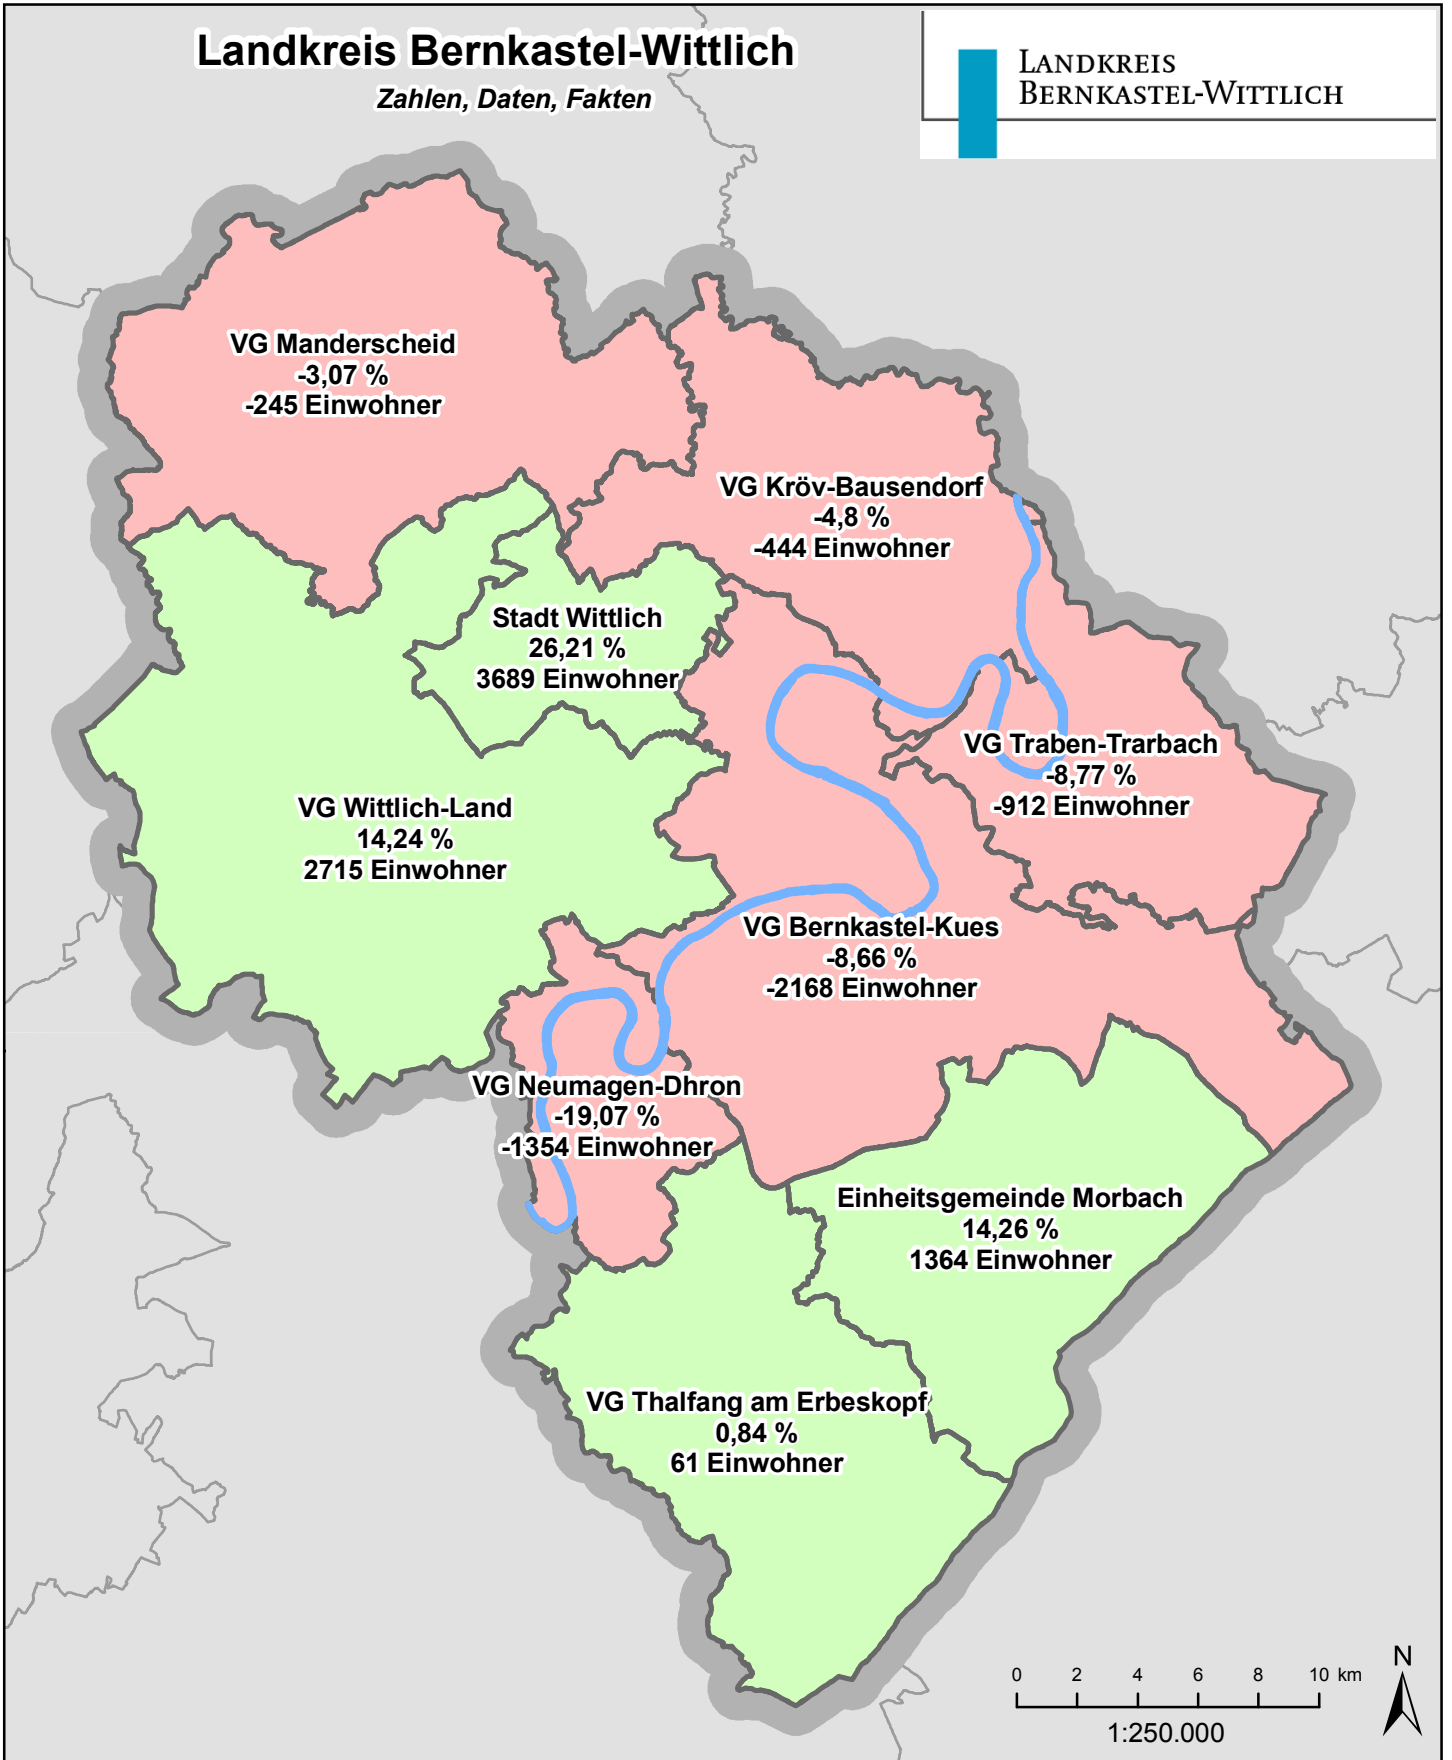 Landkreis Bernkastel-Wittlich
Zahlen, Daten, Fakten
LANDKREIS
BERNKASTEL-WITTLICH
VG Manderscheid
-3,07 %
-245 Einwohner
VG Kröv-Bausendorf
-4,8 %
-444 Einwohner
Stadt Wittlich
26,21 %
3689 Einwohner
VG Traben-Trarbach
-8,77 %
-912 Einwohner
VG Wittlich-Land
14,24 %
2715 Einwohner
VG Bernkastel-Kues
-8,66 %
-2168 Einwohner
VG Neumagen-Dhron
-19,07 %
-1354 Einwohner
Einheitsgemeinde Morbach
14,26 %
1364 Einwohner
VG Thalfang am Erbeskopf
0,84 %
61 Einwohner
N
0 2 4 6 8 10 km
1:250.000